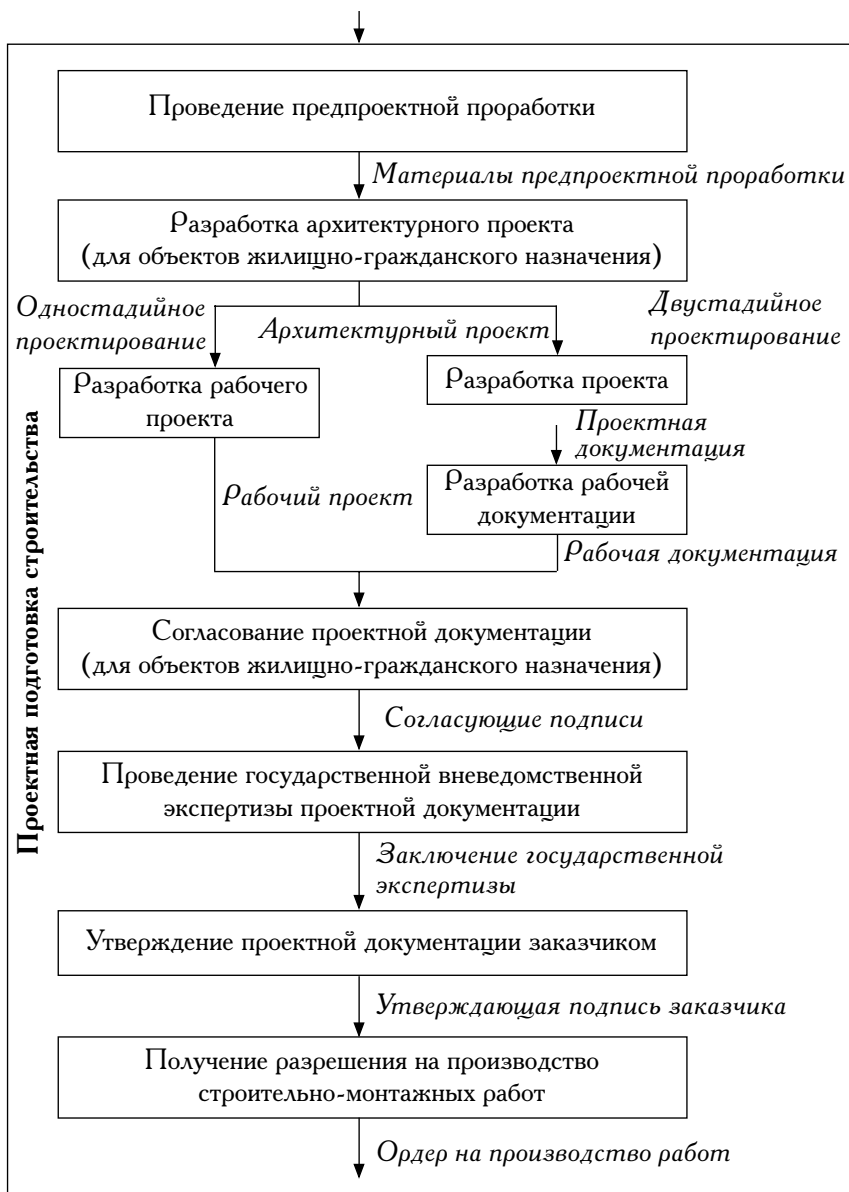 Проведение предпроектной проработки
Материалы предпроектной проработки
Разработка архитектурного проекта
(для объектов жилищно-гражданского назначения)
Одностадийное
проектирование
Архитектурный проект
Двустадийное
проектирование
Разработка рабочего
проекта
Разработка проекта
Проектная
документация
Рабочий проект
Разработка рабочей
документации
Рабочая документация
Согласование проектной документации
(для объектов жилищно-гражданского назначения)
Согласующие подписи
Проведение государственной вневедомственной
экспертизы проектной документации
Заключение государственной
экспертизы
Утверждение проектной документации заказчиком
Утверждающая подпись заказчика
Получение разрешения на производство
строительно-монтажных работ
Ордер на производство работ
Проектная подготовка строительства